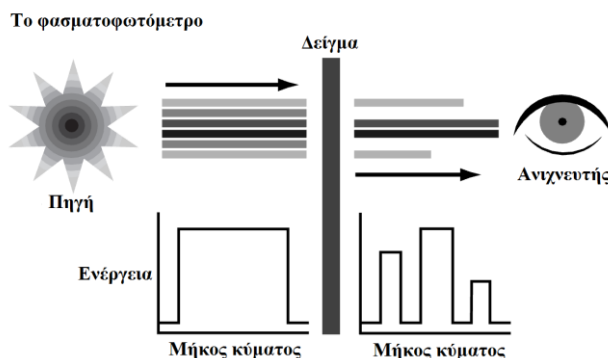 Το φασματοφωτόμετρο
Δείγμα
Πηγή
Ανιχνευτής
Ενέργεια
Μήκος κύματος
Μήκος κύματος